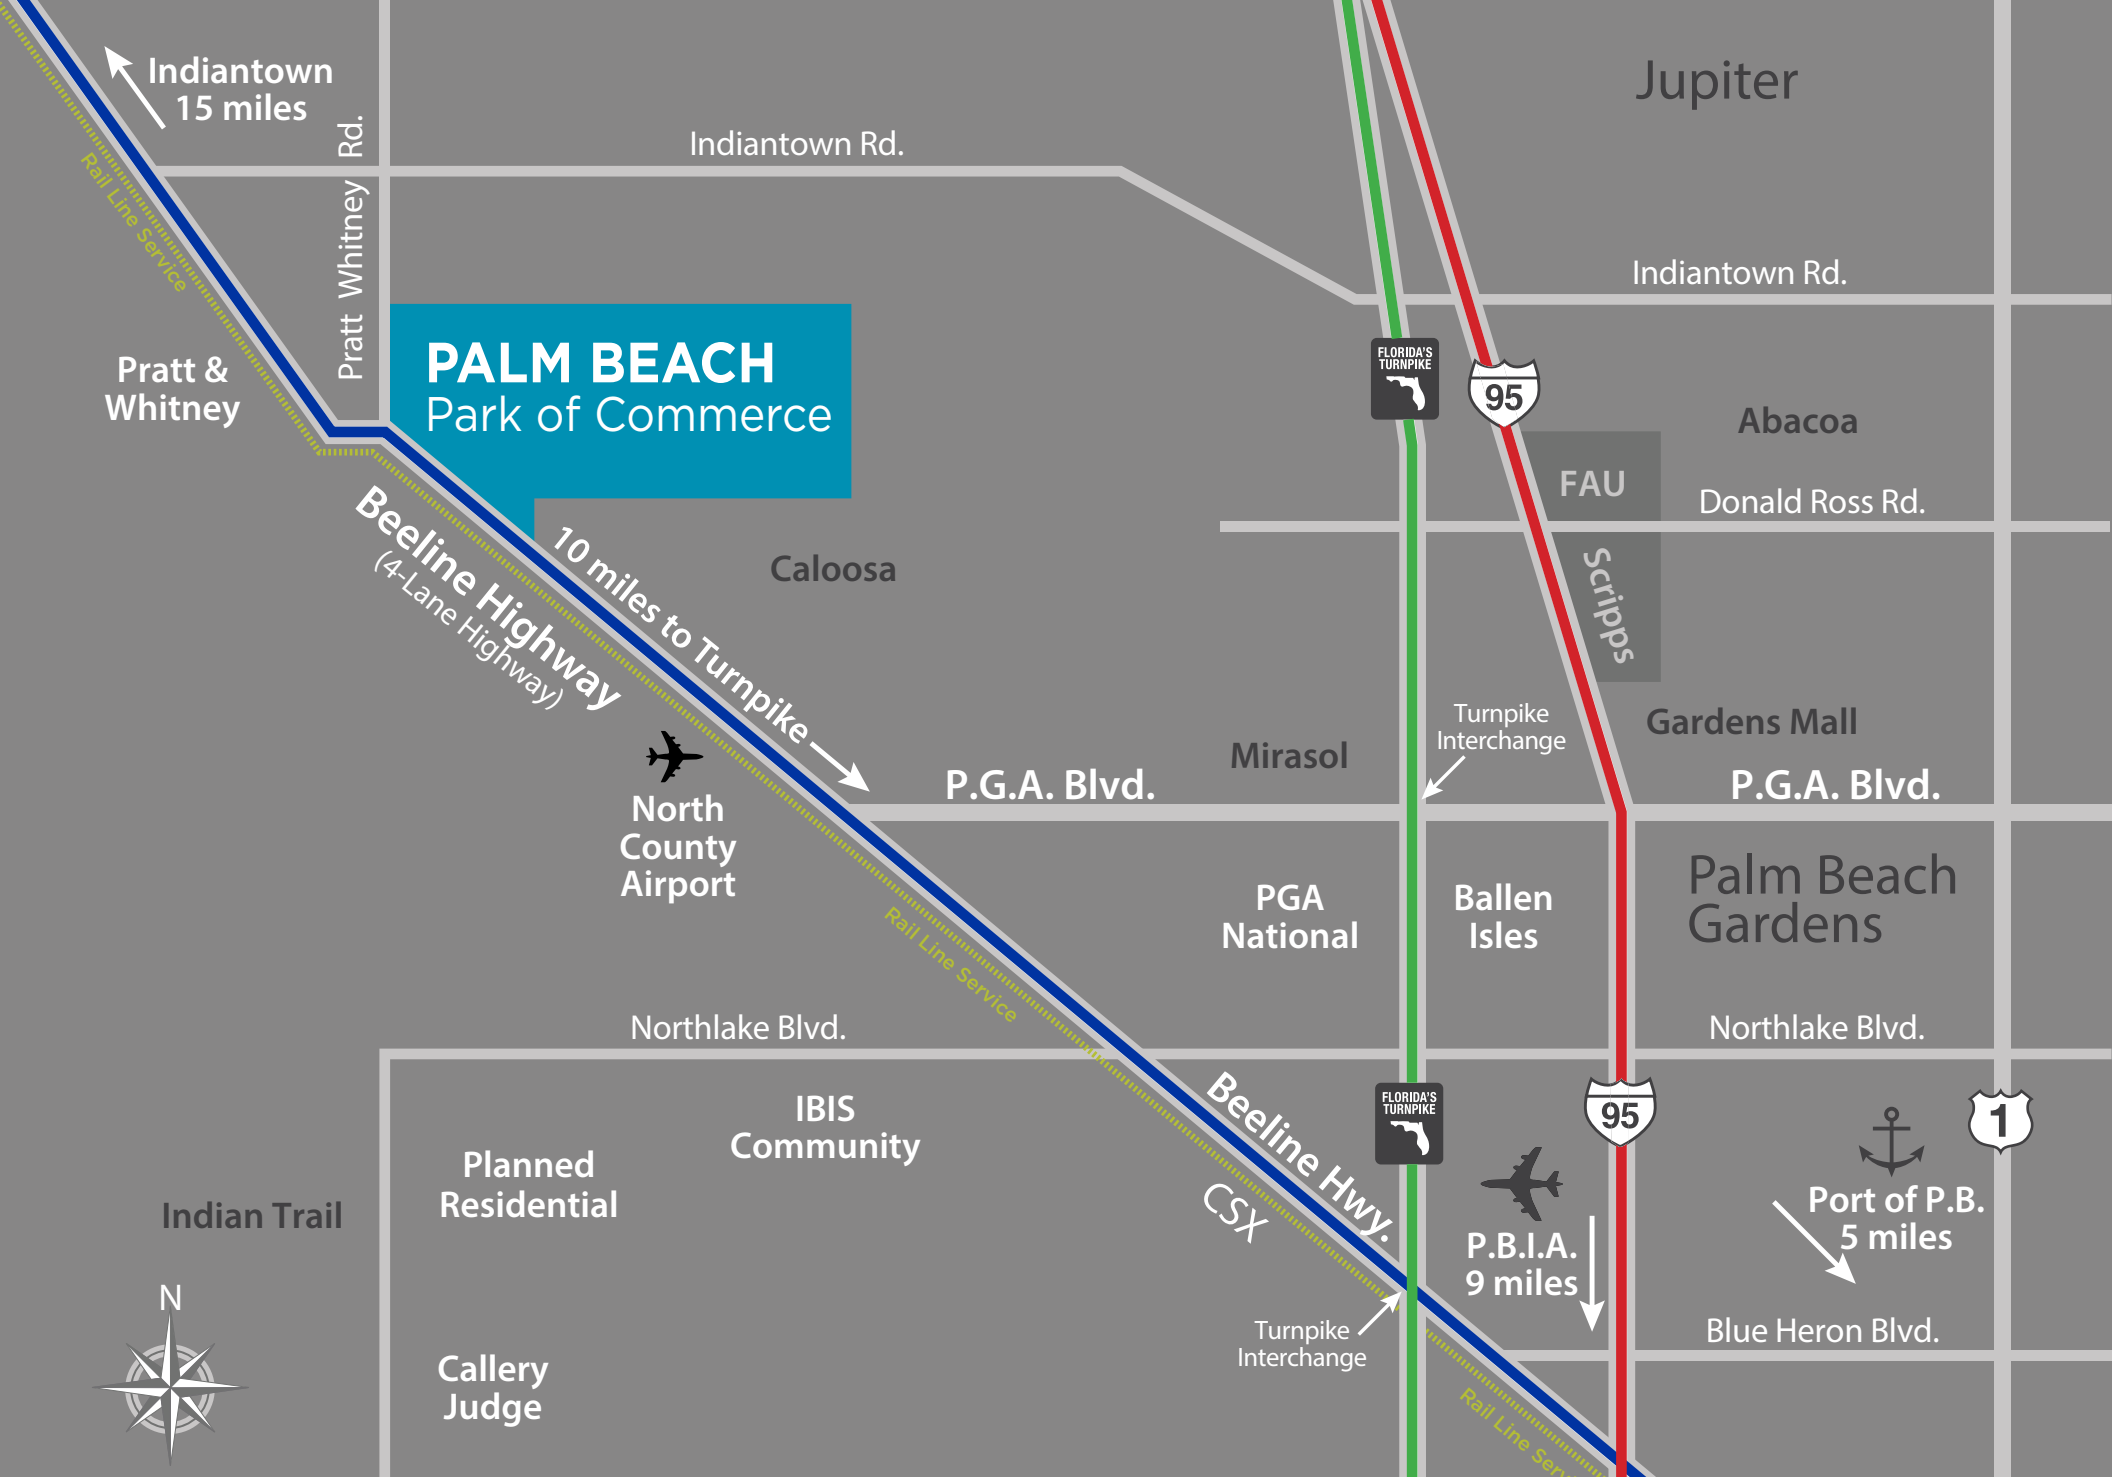 Indiantown
15 miles
Jupiter
Pratt Whitney Rd.
Indiantown Rd.
Rail Line Service
Indiantown Rd.
Pratt &
Whitney
PALM BEACH
Park of Commerce
FLORIDA'S
TURNPIKE
95
Abacoa
FAU
Donald Ross Rd.
Scripps
Beeline Highway
(4-Lane Highway)
10 miles to Turnpike
Caloosa
Turnpike
Interchange
Gardens Mall
Mirasol
P.G.A. Blvd.
P.G.A. Blvd.
North
County
Airport
PGA
National
Ballen
Isles
Palm Beach
Gardens
Rail Line Service
Northlake Blvd.
Northlake Blvd.
IBIS
Community
Planned
Residential
Indian Trail
Beeline Hwy.
CSX
FLORIDA'S
TURNPIKE
95
1
Port of P.B.
5 miles
P.B.I.A.
9 miles
N
Turnpike
Interchange
Blue Heron Blvd.
Callery
Judge
Rail Line Serv